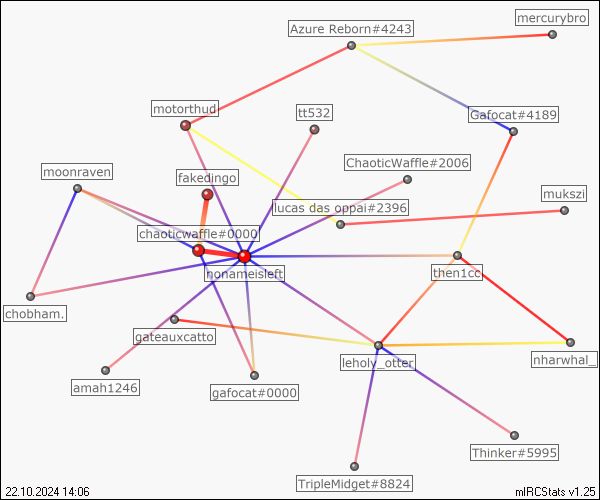 mercurybro
Azure Reborn#4243
motorthud
tt532
Gafocat#4189
ChaoticWaffle#2006
moonraven
fakedingo
mukszi
lucas das oppai#2396
chaoticwaffle#0000
nonameisleft
then1cc
chobham.
gateauxcatto
leholy_otter
nharwhal_
amah1246
gafocat#0000
Thinker#5995
TripleMidget#8824
22.10.2024 14:06
mIRCStats v1.25